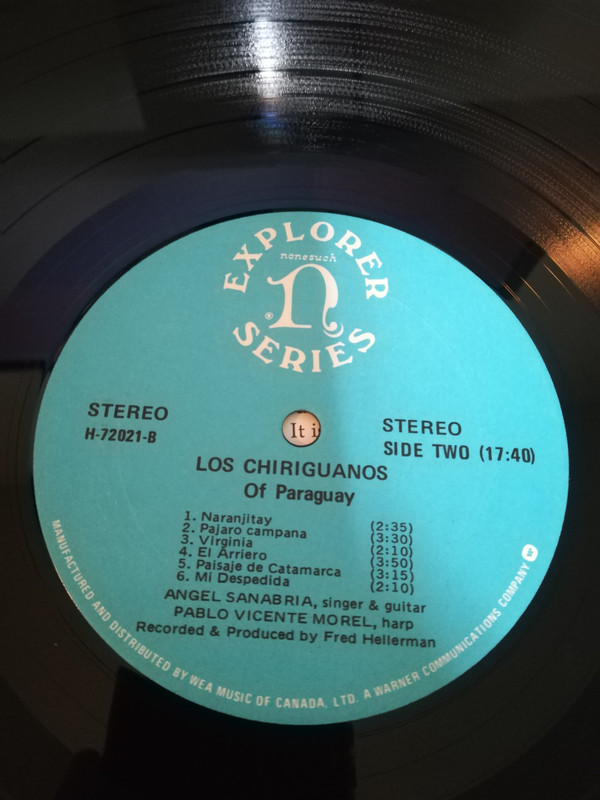 EXPLORER
nonesuch
n
®
SERIES
STEREO
H-72021-B
It i
STEREO
SIDE TWO (17:40)
LOS CHIRIGUANOS
Of Paraguay
1. Naranjitay (2:35)
2. Pajaro campana (3:30)
3. Virginia (2:10)
4. El Arriero (3:50)
5. Paisaje de Catamarca (3:15)
6. Mi Despedida (2:10)
ANGEL SANABRIA, singer & guitar
PABLO VICENTE MOREL, harp
Recorded & Produced by Fred Hellerman
MANUFACTURED AND DISTRIBUTED BY WEA MUSIC OF CANADA, LTD. A WARNER COMMUNICATIONS COMPANY